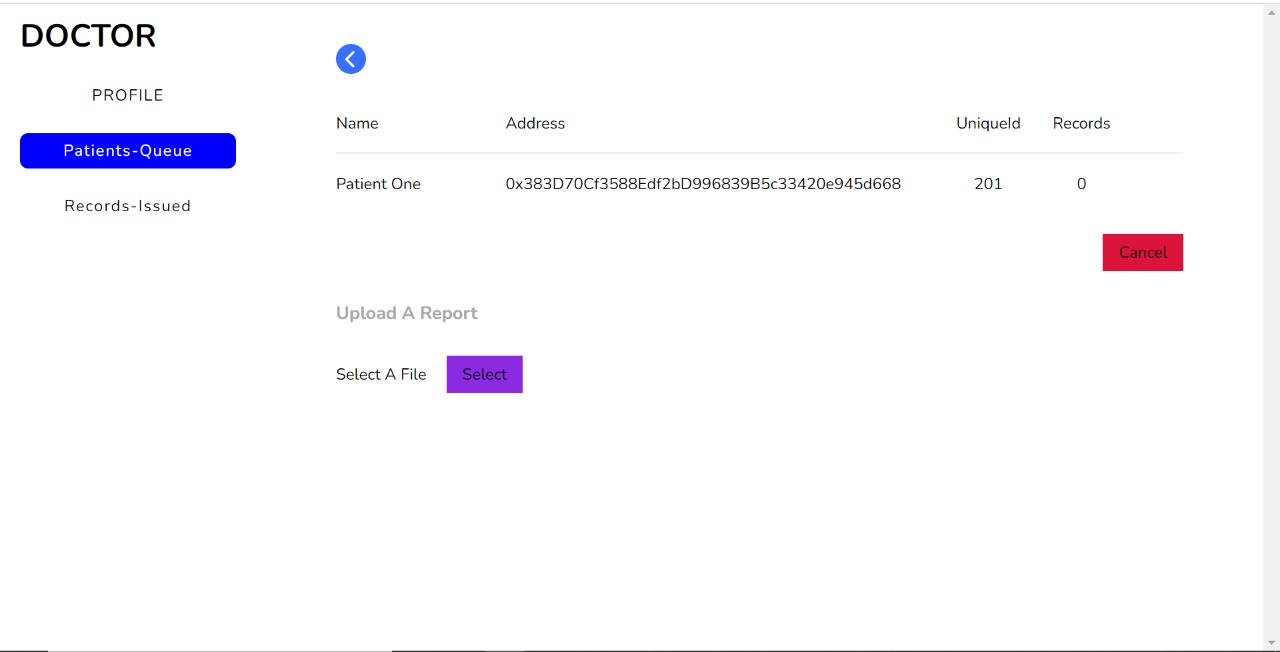 DOCTOR
PROFILE
Patients-Queue
Records-Issued
Name Address UniqueId Records
Patient One 0x383D70Cf3588Edf2bD996839B5c33420e945d668 201 0
Cancel
Upload A Report
Select A File Select